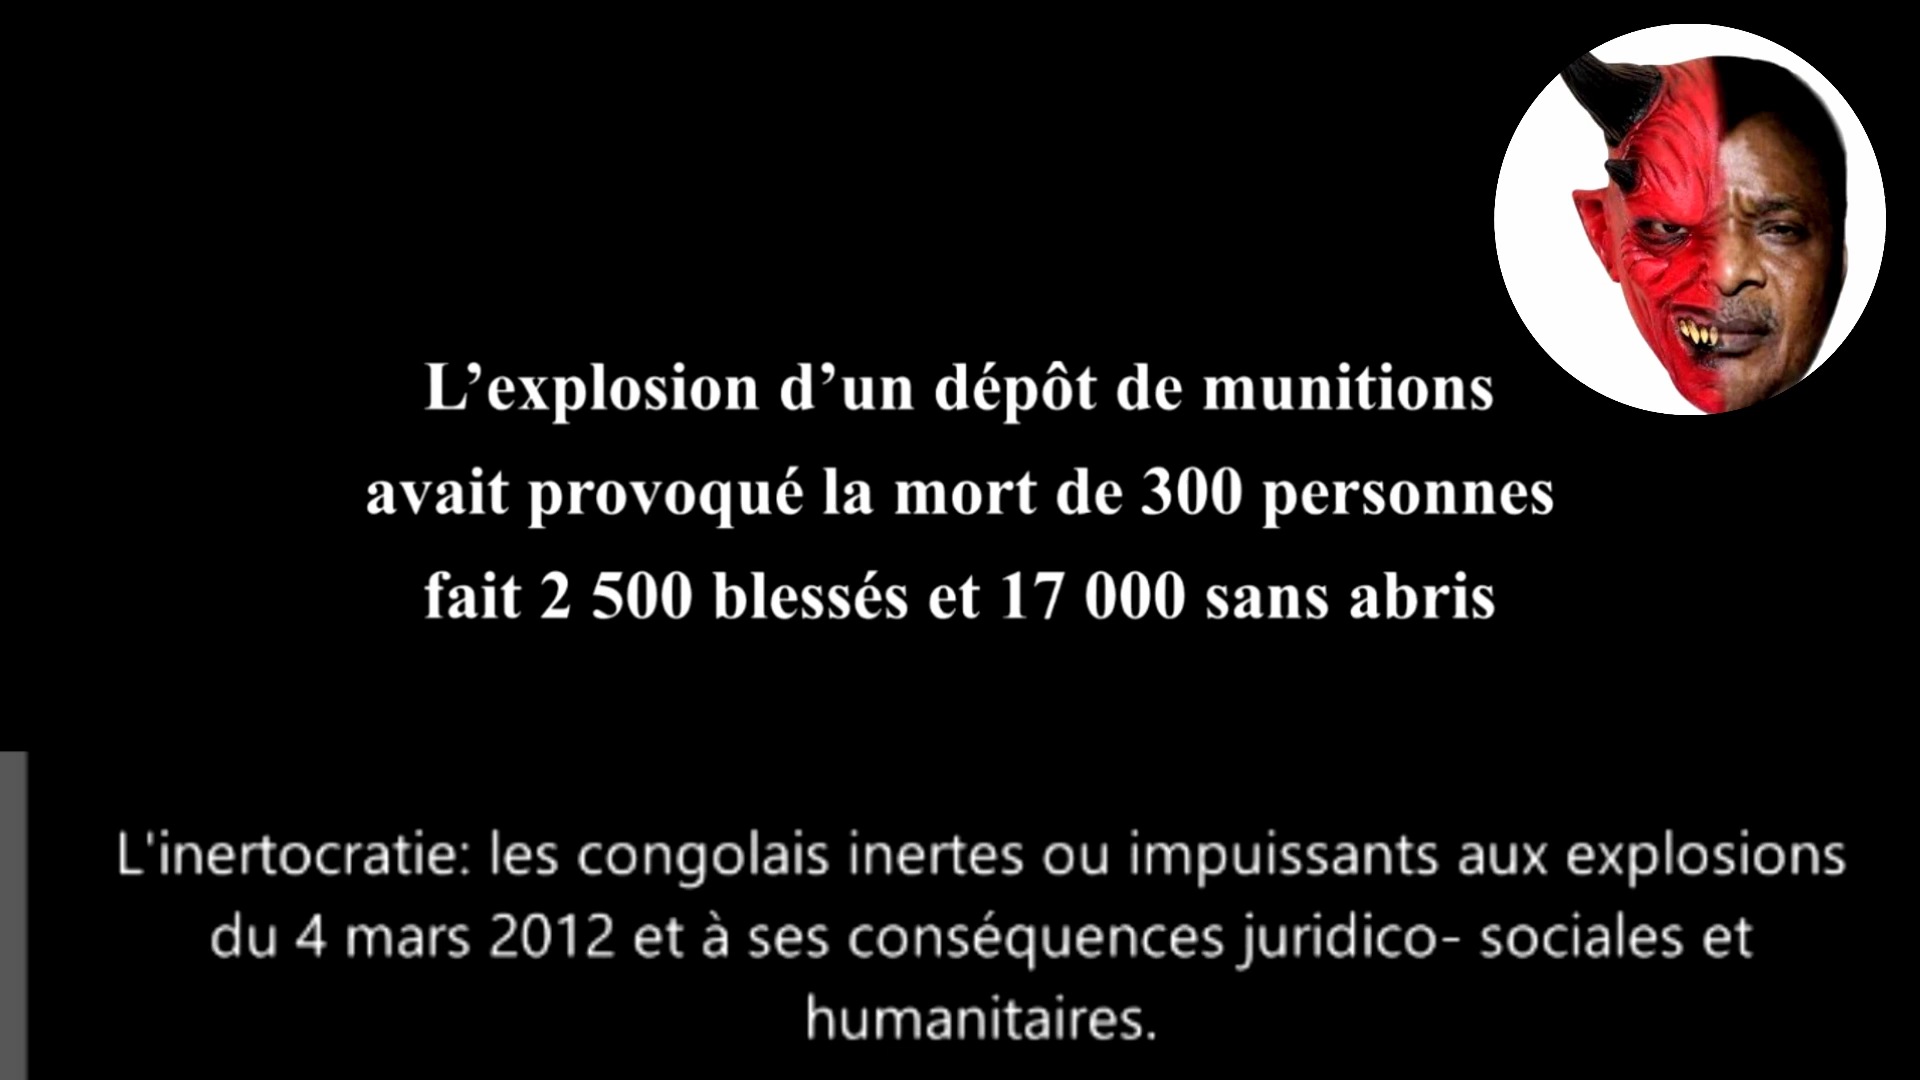 L’explosion d’un dépôt de munitions
avait provoqué la mort de 300 personnes
fait 2 500 blessés et 17 000 sans abris
L'inertocratie: les congolais inertes ou impuissants aux explosions
du 4 mars 2012 et à ses conséquences juridico- sociales et
humanitaires.